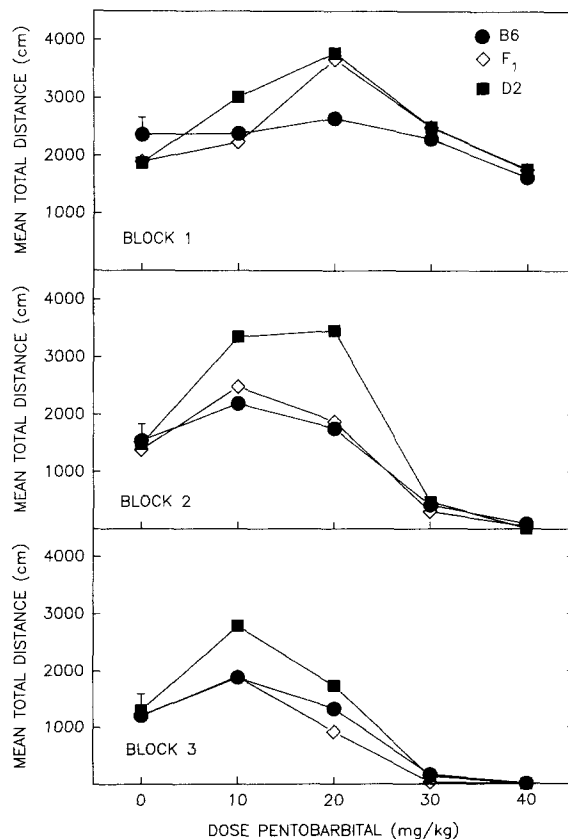 B6
F1
D2
4000
3000
2000
1000
MEAN TOTAL DISTANCE (cm)
BLOCK 1
4000
3000
2000
1000
MEAN TOTAL DISTANCE (cm)
BLOCK 2
4000
3000
2000
1000
MEAN TOTAL DISTANCE (cm)
BLOCK 3
0 10 20 30 40
DOSE PENTOBARBITAL (mg/kg)